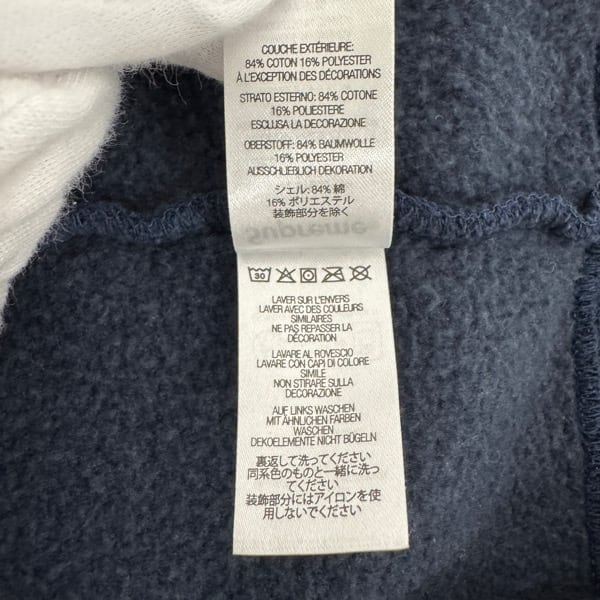 COUCHE EXTÉRIEURE:
84% COTON 16% POLYESTER
À L'EXCEPTION DES DÉCORATIONS
STRATO ESTERNO: 84% COTONE
16% POLIESTERE
ESCLUSA LA DECORAZIONE
OBERSTOFF: 84% BAUMWOLLE
16% POLYESTER
AUSSCHLIEBLICH DEKORATION
シェル: 84% 綿
16% ポリエステル
装飾部分を除く
Supreme
30
LAVER SUR L'ENVERS
LAVER AVEC DES COULEURS
SIMILAIRES
NE PAS REPASSER LA
DÉCORATION
LAVARE AL ROVESCIO
LAVARE CON CAPI DI COLORE
SIMILE
NON STIRARE SULLA
DECORAZIONE
AUF LINKS WASCHEN
MIT ÄHNLICHEN FARBEN
WASCHEN
DEKOELEMENTE NICHT BÜGELN
裏返して洗ってください
同系色のものと一緒に洗っ
てください
装飾部分にはアイロンを使
用しないでください